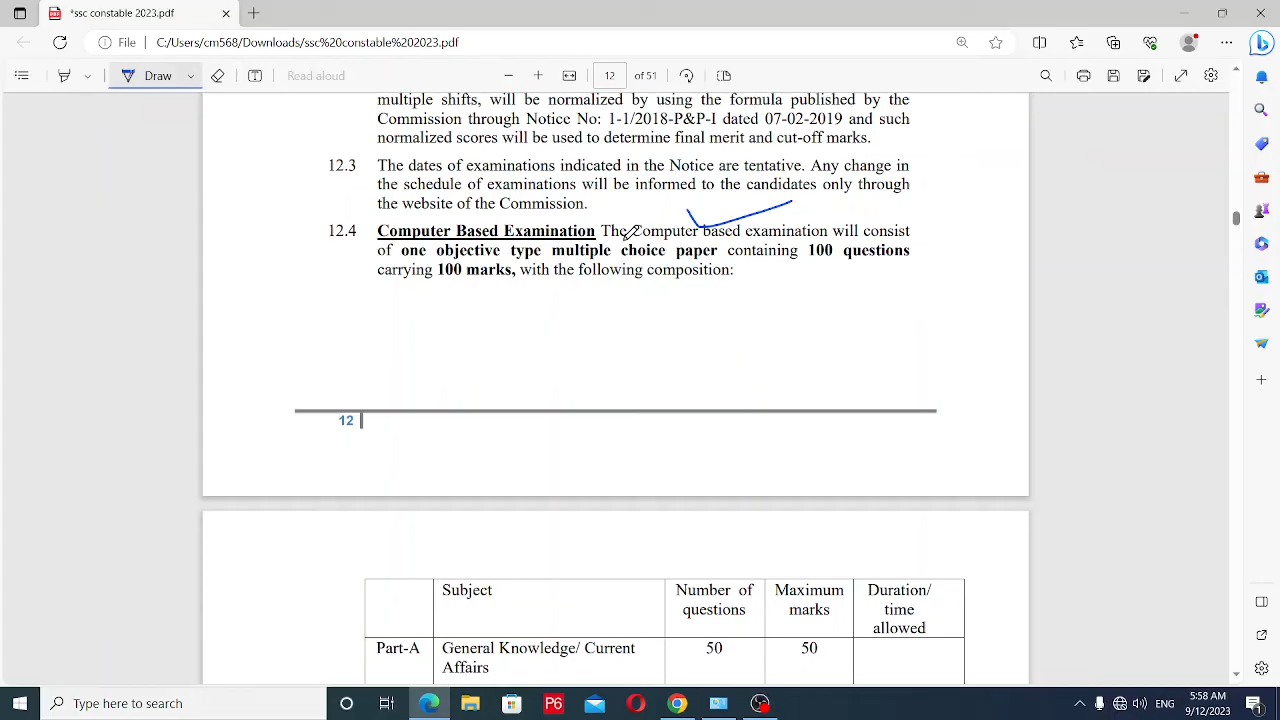 *ssc constable 2023.pdf
File
C:/Users/cm568/Downloads/ssc%20constable%202023.pdf
Draw
Read aloud
12
of 51
multiple shifts, will be normalized by using the formula published by the
Commission through Notice No: 1-1/2018-P&P-I dated 07-02-2019 and such
normalized scores will be used to determine final merit and cut-off marks.
12.3 The dates of examinations indicated in the Notice are tentative. Any change in
the schedule of examinations will be informed to the candidates only through
the website of the Commission.
12.4 Computer Based Examination The Computer based examination will consist
of one objective type multiple choice paper containing 100 questions
carrying 100 marks, with the following composition:
12
Subject
Number of questions
Maximum marks
Duration/ time allowed
Part-A
General Knowledge/ Current Affairs
50
50
Type here to search
P6
ENG
5:58 AM
9/12/2023
1